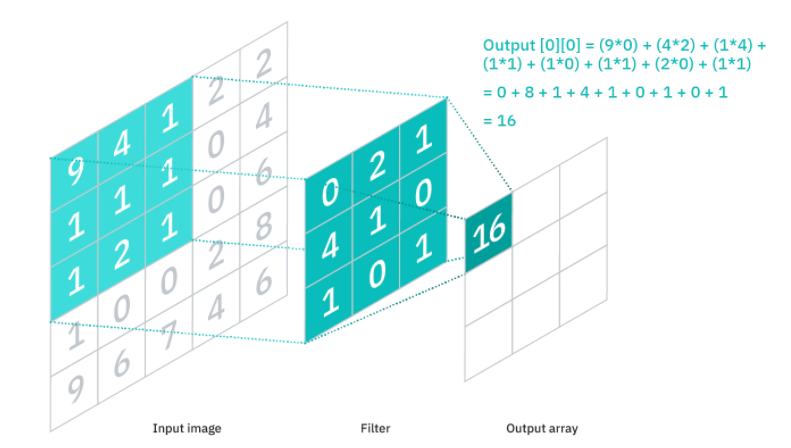 Output [0][0] = (9*0) + (4*2) + (1*4) +
(1*1) + (1*0) + (1*1) + (2*0) + (1*1)
= 0 + 8 + 1 + 4 + 1 + 0 + 1 + 0 + 1
= 16
9 4 1 2 2
1 1 1 0 4
1 2 1 0 6
1 0 0 2 8
9 6 7 4 6
0 2 1
4 1 0
1 0 1
16
Input image
Filter
Output array